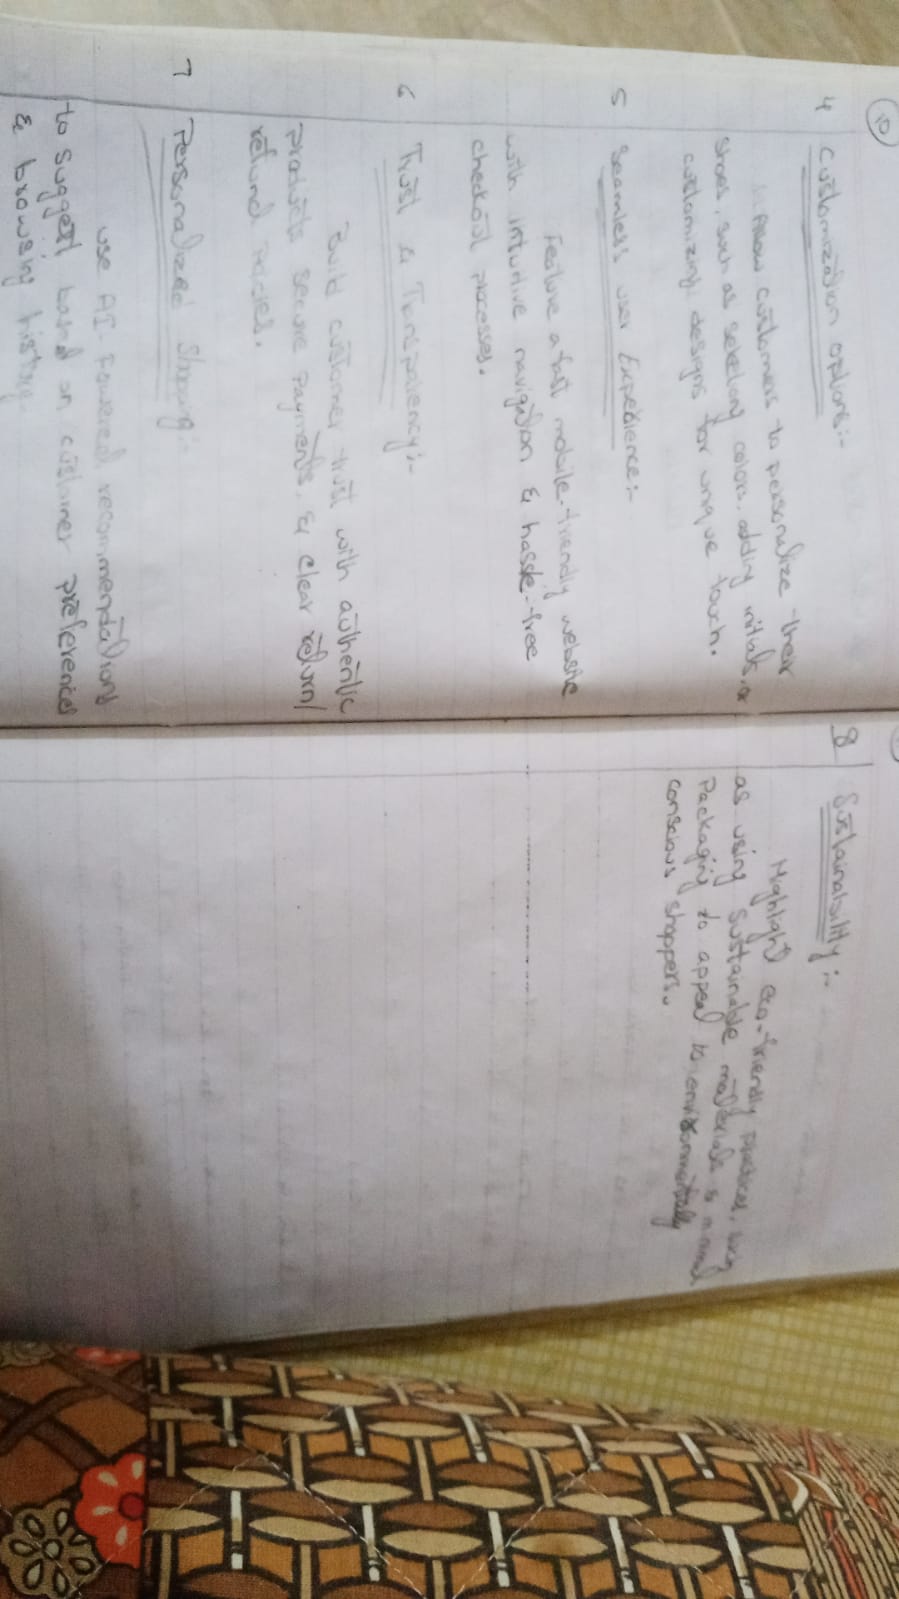 10
4 Customization options:-
Allow customers to personalize their
Shoes, such as selecting colors, adding initials, or
customizing designs for unique touch.
5 Seamless user Expedience:-
Feature a fast mobile-friendly website
with intuitive navigation & hassle-free
checkout processes.
6 Trust & Transparency:-
Build customer trust with authentic
products secure payments, & clear return/
refund policies.
7 Personalized Shopping:-
use AI-Powered recommendations
to suggest based on customer preferences
& browsing history.
8 Sustainability:-
Highlight eco-friendly practices, such
as using sustainable materials &
Packaging to appeal to environmentally
conscious shoppers.